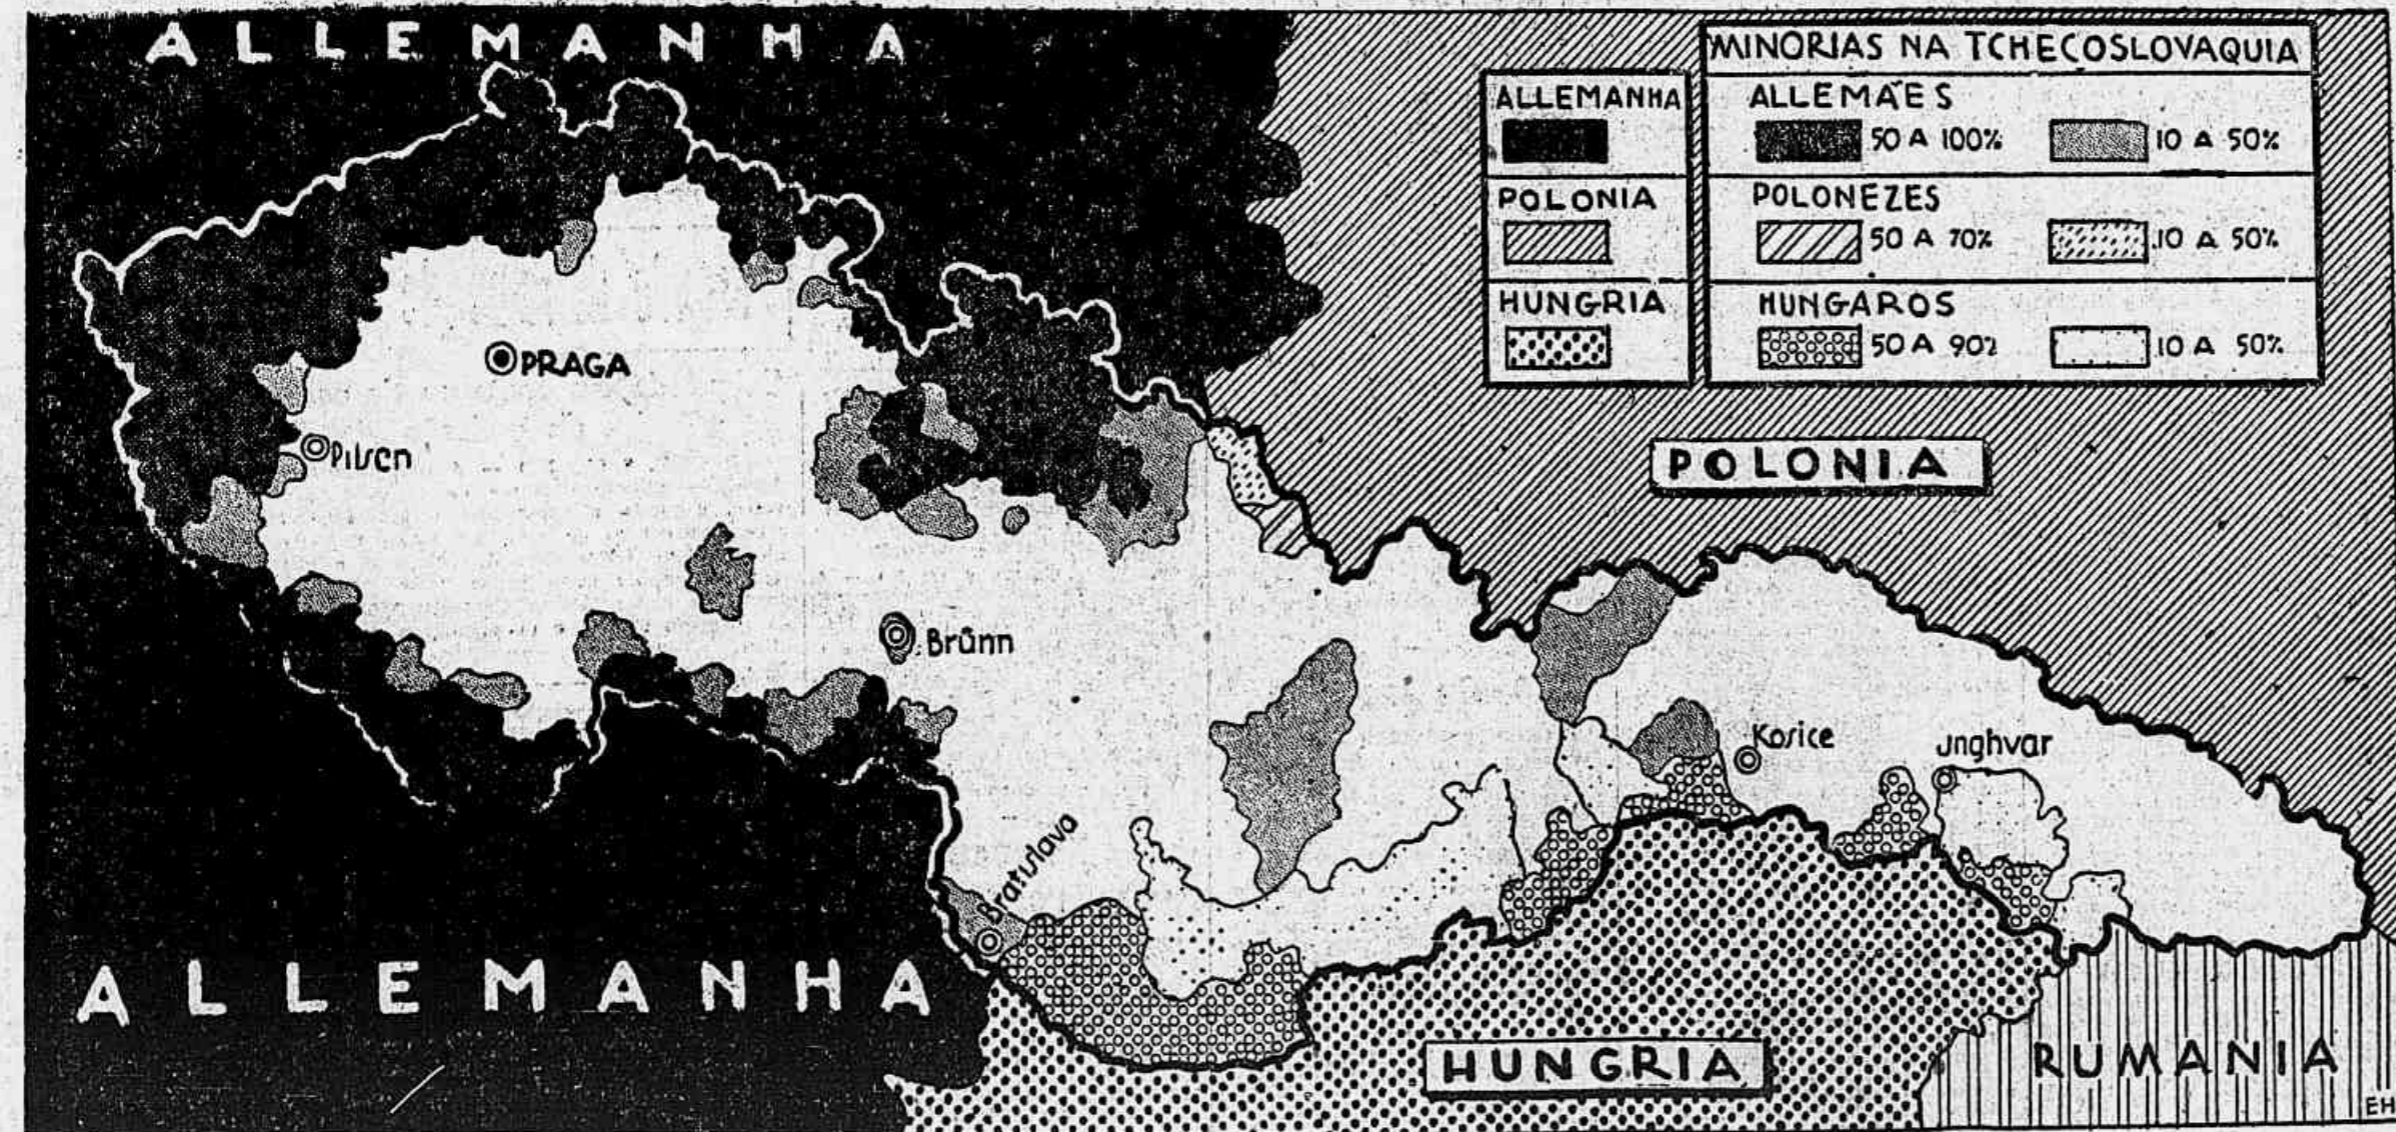 ALLEMANHA
MINORIAS NA TCHECOSLOVAQUIA
ALLEMANHA
ALLEMÃES
50 A 100%
10 A 50%
POLONIA
POLONEZES
50 A 70%
10 A 50%
HUNGRIA
HUNGAROS
50 A 90%
10 A 50%
PRAGA
Pilsen
POLONIA
Brünn
Kosice
Jnghvar
Bratislava
ALLEMANHA
HUNGRIA
RUMANIA
EH